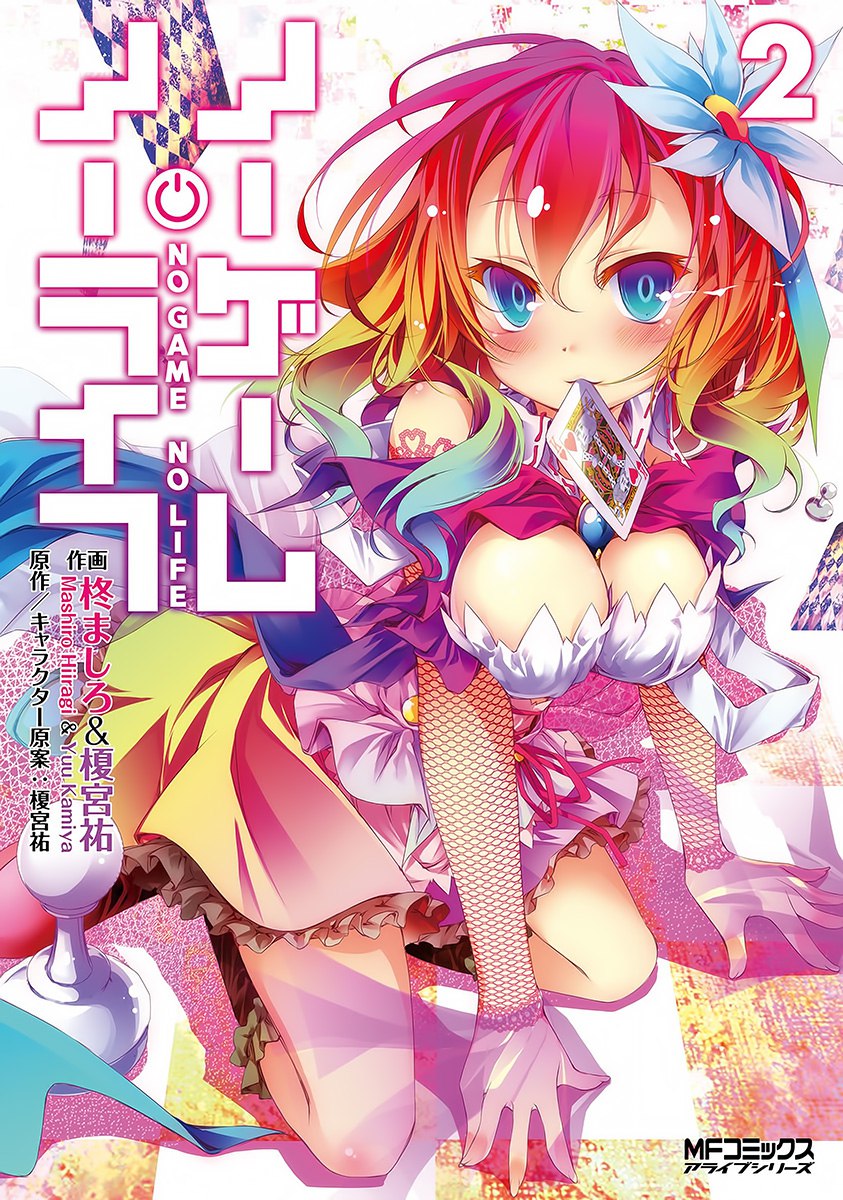 2
ノーゲーム
ノーライフ
NO GAME NO LIFE
作画 柊ましろ&榎宮祐
Mashiro Hiiragi & Yuu Kamiya
原作/キャラクター原案：榎宮祐
MFコミックス
アライブシリーズ